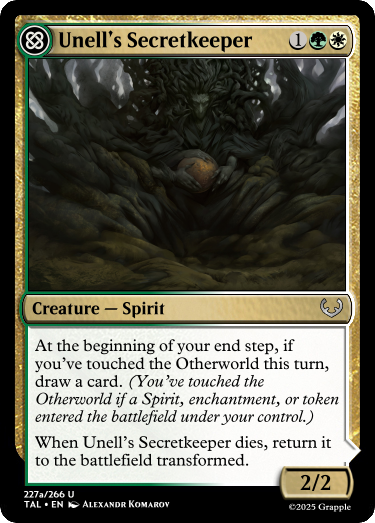 Unell's Secretkeeper 1
Creature — Spirit
At the beginning of your end step, if
you've touched the Otherworld this turn,
draw a card. (You've touched the
Otherworld if a Spirit, enchantment, or token
entered the battlefield under your control.)
When Unell's Secretkeeper dies, return it
to the battlefield transformed.
2/2
227a/266 U
TAL • EN Alexandr Komarov
©2025 Grapple